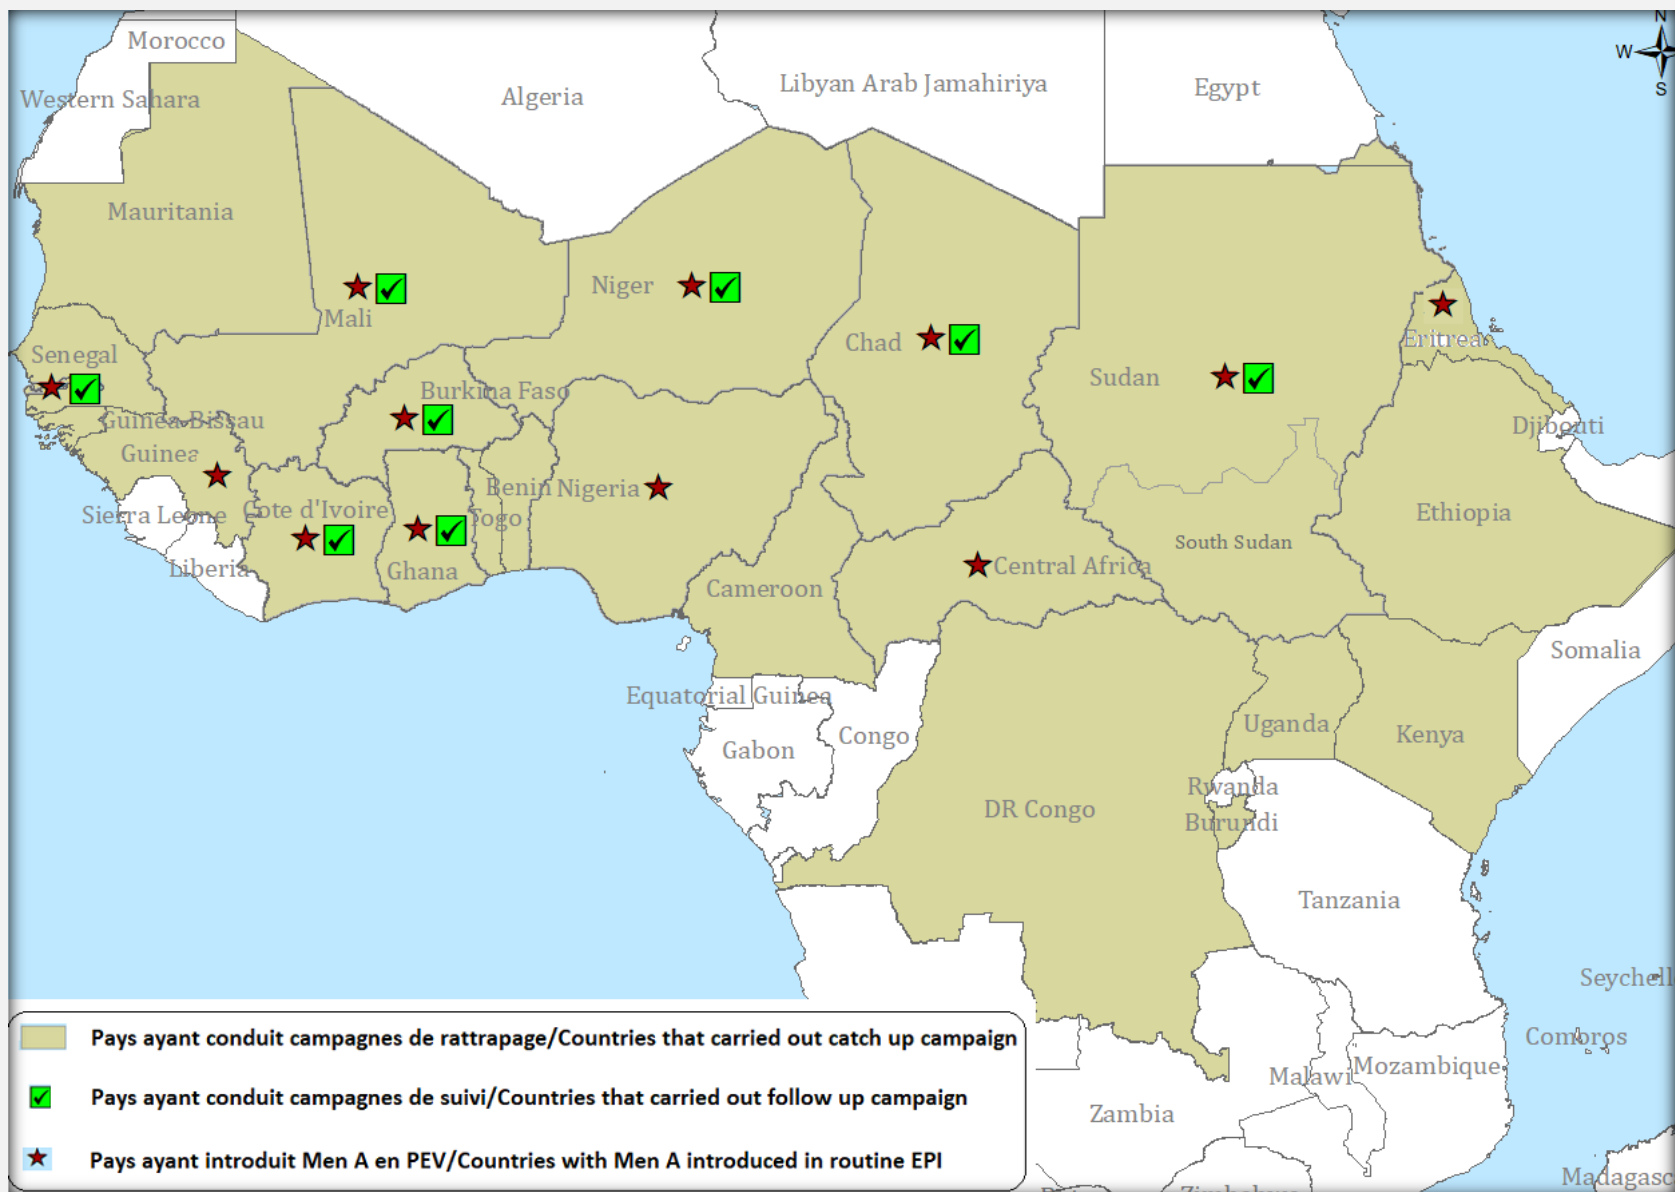 N
W
S
Morocco
Western Sahara
Algeria
Libyan Arab Jamahiriya
Egypt
Mauritania
Mali
Niger
Chad
Sudan
Eritrea
Senegal
Burkina Faso
Guinea-Bissau
Guinea
Djibouti
Benin
Nigeria
Sierra Leone
Cote d'Ivoire
Togo
Ethiopia
South Sudan
Liberia
Ghana
Central Africa
Cameroon
Somalia
Equatorial Guinea
Gabon
Congo
Uganda
Kenya
Rwanda
DR Congo
Burundi
Tanzania
Seychell
Comoros
Mozambique
Malawi
Zambia
Madagasc
Pays ayant conduit campagnes de rattrapage/Countries that carried out catch up campaign
Pays ayant conduit campagnes de suivi/Countries that carried out follow up campaign
Pays ayant introduit Men A en PEV/Countries with Men A introduced in routine EPI